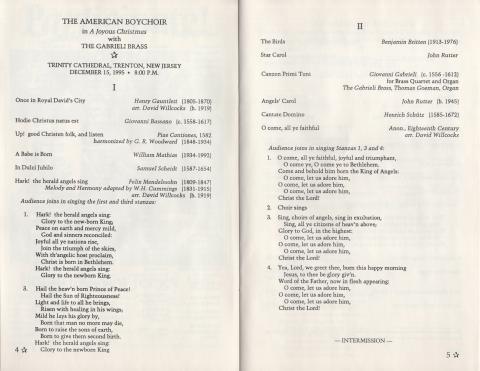 THE AMERICAN BOYCHOIR
in A Joyous Christmas
with
THE GABRIELI BRASS
☆
TRINITY CATHEDRAL, TRENTON, NEW JERSEY
DECEMBER 15, 1995 • 8:00 P.M.
I
Once in Royal David's City Henry Gauntlett (1805-1870)
arr. David Willcocks (b. 1919)
Hodie Christus natus est Giovanni Bassano (c. 1558-1617)
Up! good Christen folk, and listen Piae Cantiones, 1582
harmonized by G. R. Woodward (1848-1934)
A Babe is Born William Mathias (1934-1992)
In Dulci Jubilo Samuel Scheidt (1587-1654)
Hark! the herald angels sing Felix Mendelssohn (1809-1847)
Melody and Harmony adapted by W.H. Cummings (1831-1915)
arr. David Willcocks (b. 1919)
Audience joins in singing the first and third stanzas:
1. Hark! the herald angels sing:
Glory to the new-born King,
Peace on earth and mercy mild,
God and sinners reconciled:
Joyful all ye nations rise,
Join the triumph of the skies,
With th'angelic host proclaim,
Christ is born in Bethlehem.
Hark! the herald angels sing:
Glory to the newborn King.
3. Hail the heav'n born Prince of Peace!
Hail the Sun of Righteousness!
Light and life to all he brings,
Risen with healing in his wings;
Mild he lays his glory by,
Born that man no more may die,
Born to raise the sons of earth,
Born to give them second birth.
Hark! the herald angels sing:
Glory to the newborn King
4 ☆
II
The Birds Benjamin Britten (1913-1976)
Star Carol John Rutter
Canzon Primi Toni Giovanni Gabrieli (c. 1556-1612)
for Brass Quartet and Organ
The Gabrieli Brass, Thomas Goeman, Organ
Angels' Carol John Rutter (b. 1945)
Cantate Domino Heinrich Schütz (1585-1672)
O come, all ye faithful Anon., Eighteenth Century
arr. David Willcocks
Audience joins in singing Stanzas 1, 3 and 4:
1. O come, all ye faithful, joyful and triumphant,
O come ye, O come ye to Bethlehem.
Come and behold him born the King of Angels:
O come, let us adore him,
O come, let us adore him,
O come, let us adore him,
Christ the Lord!
2. Choir sings
3. Sing, choirs of angels, sing in exultation,
Sing, all ye citizens of heav'n above;
Glory to God, in the highest:
O come, let us adore him,
O come, let us adore him,
O come, let us adore him,
Christ the Lord!
4. Yea, Lord, we greet thee, born this happy morning
Jesus, to thee be glory giv'n.
Word of the Father, now in flesh appearing:
O come, let us adore him,
O come, let us adore him,
O come, let us adore him,
Christ the Lord!
— INTERMISSION —
5 ☆